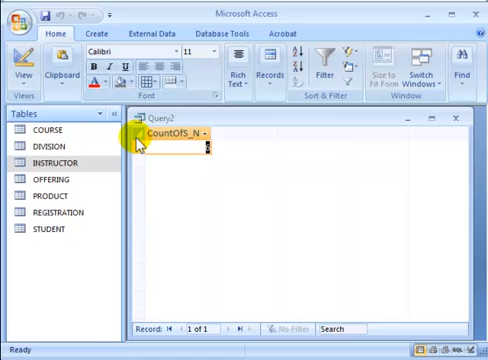 Microsoft Access
Home Create External Data Database Tools Acrobat
Calibri 11
View Clipboard B I U Rich Text Records Filter Size to Fit Form Switch Windows Find
A
Views Font Sort & Filter Window
Tables
COURSE
DIVISION
INSTRUCTOR
OFFERING
PRODUCT
REGISTRATION
STUDENT
Query2
CountOfS_N
Record: 1 of 1 No Filter Search
Ready